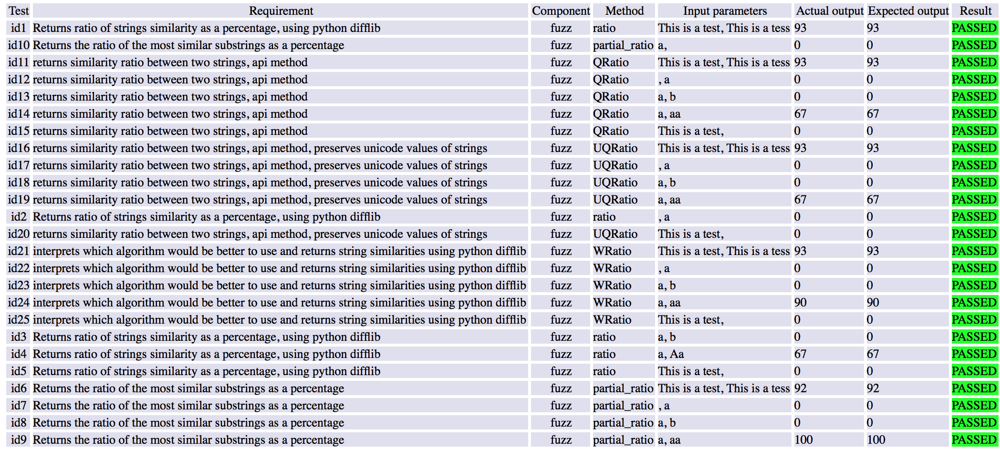 Test Requirement Component Method Input parameters Actual output Expected output Result
id1 Returns ratio of strings similarity as a percentage, using python difflib fuzz ratio This is a test, This is a tess 93 93 PASSED
id10 Returns the ratio of the most similar substrings as a percentage fuzz partial_ratio a, 0 0 PASSED
id11 returns similarity ratio between two strings, api method fuzz QRatio This is a test, This is a tess 93 93 PASSED
id12 returns similarity ratio between two strings, api method fuzz QRatio , a 0 0 PASSED
id13 returns similarity ratio between two strings, api method fuzz QRatio a, b 0 0 PASSED
id14 returns similarity ratio between two strings, api method fuzz QRatio a, aa 67 67 PASSED
id15 returns similarity ratio between two strings, api method fuzz QRatio This is a test, 0 0 PASSED
id16 returns similarity ratio between two strings, api method, preserves unicode values of strings fuzz UQRatio This is a test, This is a tess 93 93 PASSED
id17 returns similarity ratio between two strings, api method, preserves unicode values of strings fuzz UQRatio , a 0 0 PASSED
id18 returns similarity ratio between two strings, api method, preserves unicode values of strings fuzz UQRatio a, b 0 0 PASSED
id19 returns similarity ratio between two strings, api method, preserves unicode values of strings fuzz UQRatio a, aa 67 67 PASSED
id2 Returns ratio of strings similarity as a percentage, using python difflib fuzz ratio , a 0 0 PASSED
id20 returns similarity ratio between two strings, api method, preserves unicode values of strings fuzz UQRatio This is a test, 0 0 PASSED
id21 interprets which algorithm would be better to use and returns string similarities using python difflib fuzz WRatio This is a test, This is a tess 93 93 PASSED
id22 interprets which algorithm would be better to use and returns string similarities using python difflib fuzz WRatio , a 0 0 PASSED
id23 interprets which algorithm would be better to use and returns string similarities using python difflib fuzz WRatio a, b 0 0 PASSED
id24 interprets which algorithm would be better to use and returns string similarities using python difflib fuzz WRatio a, aa 90 90 PASSED
id25 interprets which algorithm would be better to use and returns string similarities using python difflib fuzz WRatio This is a test, 0 0 PASSED
id3 Returns ratio of strings similarity as a percentage, using python difflib fuzz ratio a, b 0 0 PASSED
id4 Returns ratio of strings similarity as a percentage, using python difflib fuzz ratio a, Aa 67 67 PASSED
id5 Returns ratio of strings similarity as a percentage, using python difflib fuzz ratio This is a test, 0 0 PASSED
id6 Returns the ratio of the most similar substrings as a percentage fuzz partial_ratio This is a test, This is a tess 92 92 PASSED
id7 Returns the ratio of the most similar substrings as a percentage fuzz partial_ratio , a 0 0 PASSED
id8 Returns the ratio of the most similar substrings as a percentage fuzz partial_ratio a, b 0 0 PASSED
id9 Returns the ratio of the most similar substrings as a percentage fuzz partial_ratio a, aa 100 100 PASSED